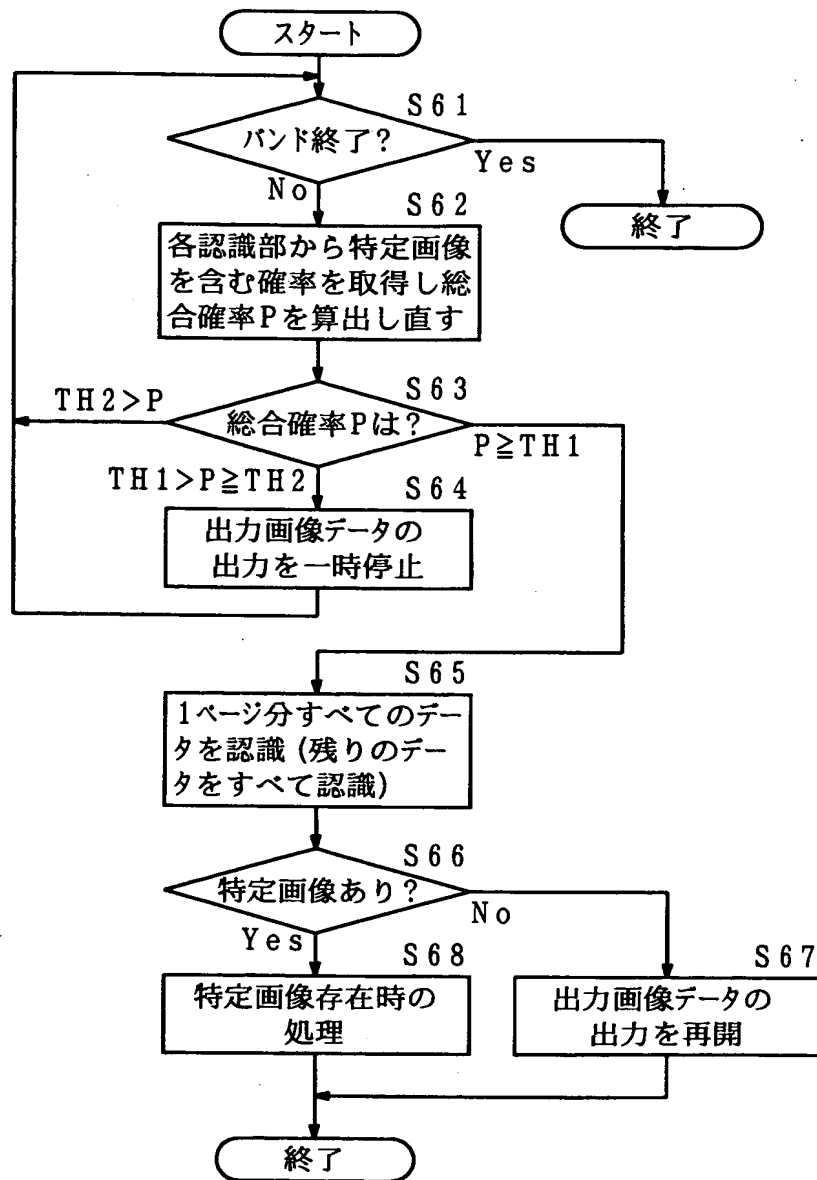 スタート
S61
バンド終了?
Yes
No
終了
S62
各認識部から特定画像
を含む確率を取得し総
合確率Pを算出し直す
S63
TH2>P
総合確率Pは?
P≧TH1
TH1>P≧TH2
S64
出力画像データの
出力を一時停止
S65
1ページ分すべてのデー
タを認識(残りのデー
タをすべて認識)
S66
特定画像あり?
No
Yes
S68
S67
特定画像存在時の
処理
出力画像データの
出力を再開
終了